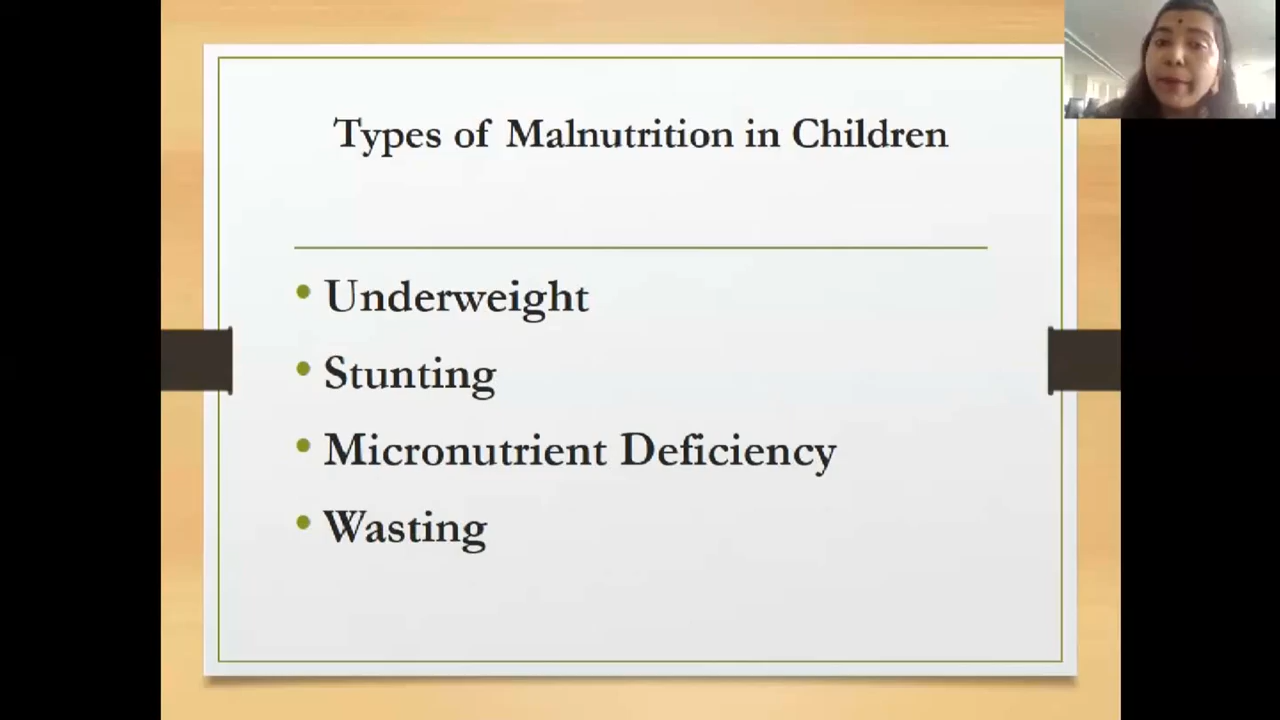 Types of Malnutrition in Children
• Underweight
• Stunting
• Micronutrient Deficiency
• Wasting